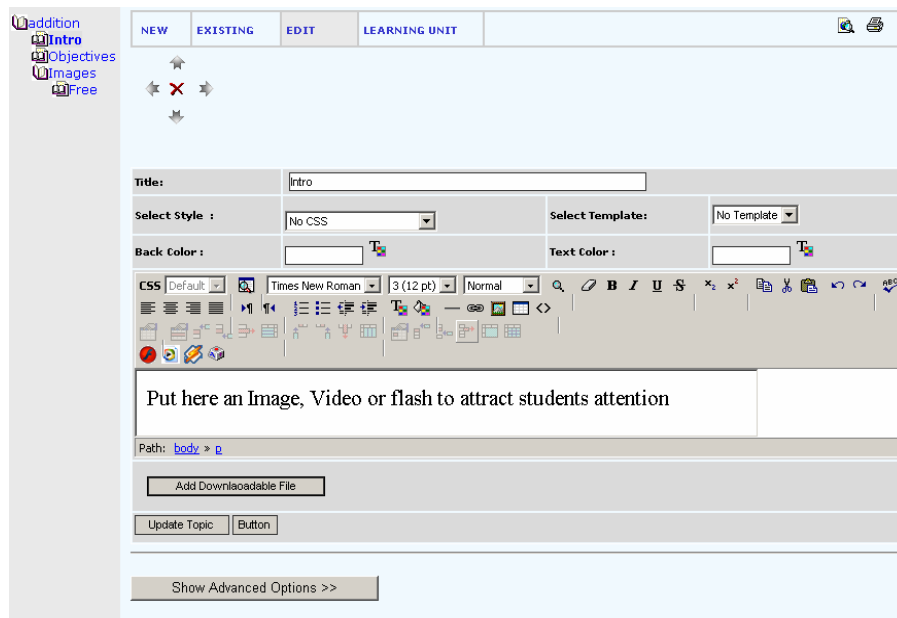 addition
Intro
Objectives
Images
Free
NEW EXISTING EDIT LEARNING UNIT
Title: Intro
Select Style : No CSS Select Template: No Template
Back Color : Text Color :
CSS Default Times New Roman 3 (12 pt) Normal
Put here an Image, Video or flash to attract students attention
Path: body » p
Add Downlaoadable File
Update Topic Button
Show Advanced Options >>